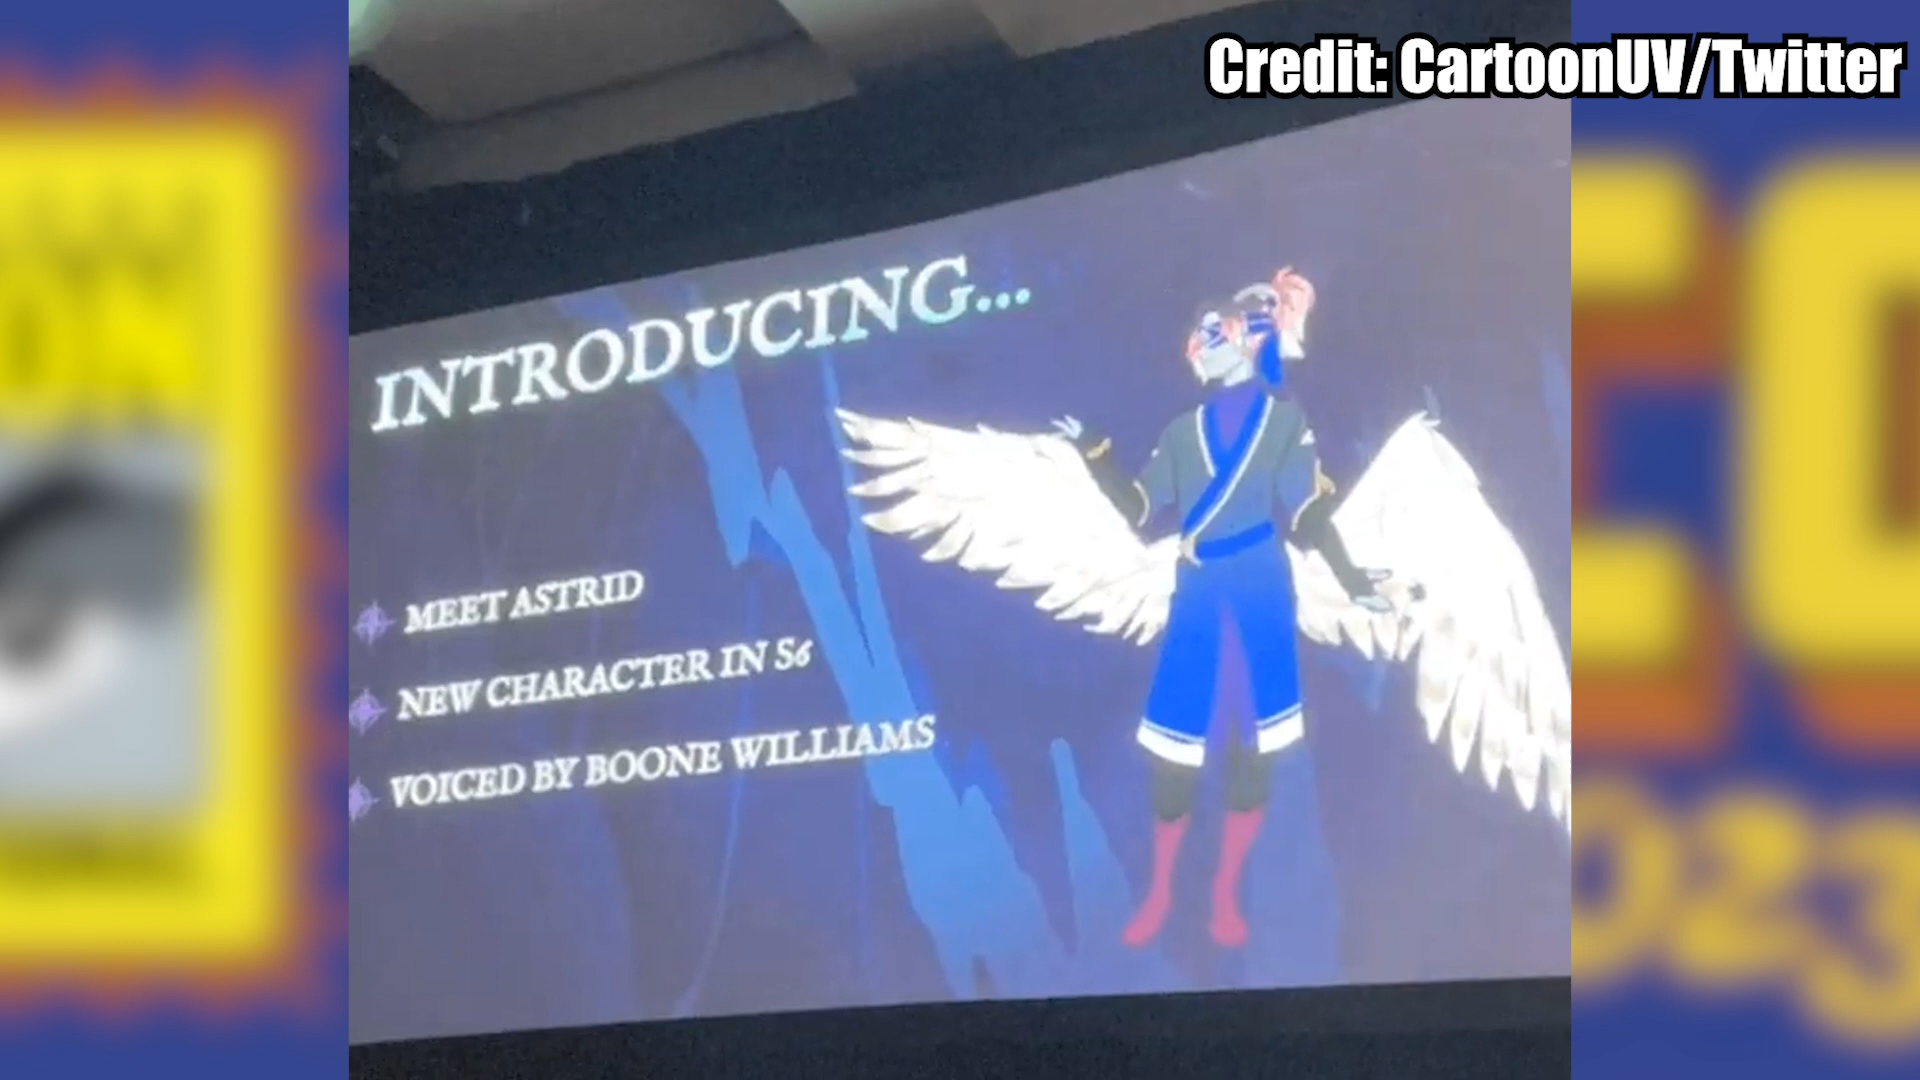 Credit: CartoonUV/Twitter
INTRODUCING...
MEET ASTRID
NEW CHARACTER IN S6
VOICED BY BOONE WILLIAMS